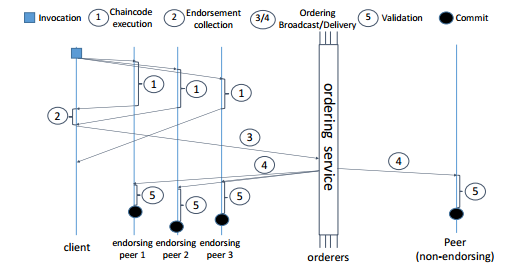 Invocation
1
Chaincode
execution
2
Endorsement
collection
3/4
Ordering
Broadcast/Delivery
5
Validation
Commit
1
1
1
2
3
4
4
5
5
5
5
ordering service
client
endorsing
peer 1
endorsing
peer 2
endorsing
peer 3
orderers
Peer
(non-endorsing)